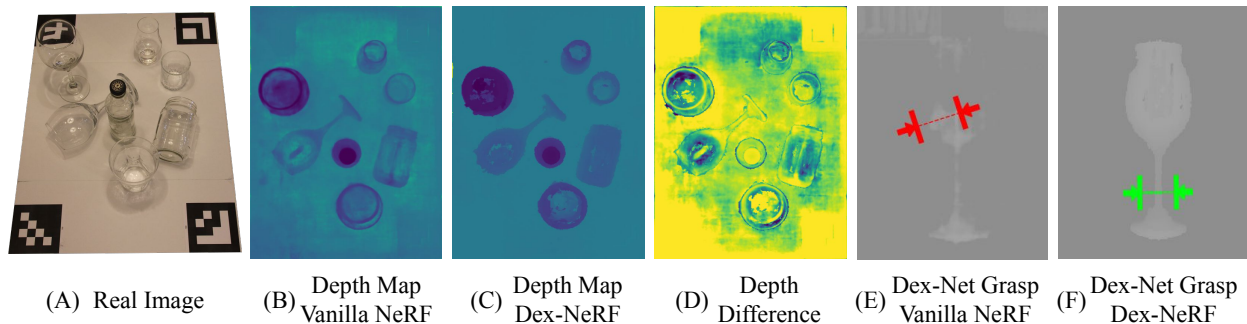 (A) Real Image
(B) Depth Map
Vanilla NeRF
(C) Depth Map
Dex-NeRF
(D) Depth
Difference
(E) Dex-Net Grasp
Vanilla NeRF
(F) Dex-Net Grasp
Dex-NeRF